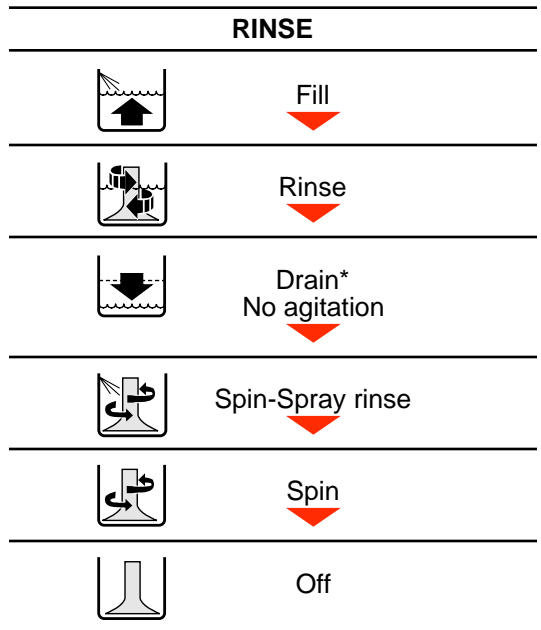 RINSE
Fill
Rinse
Drain*
No agitation
Spin-Spray rinse
Spin
Off